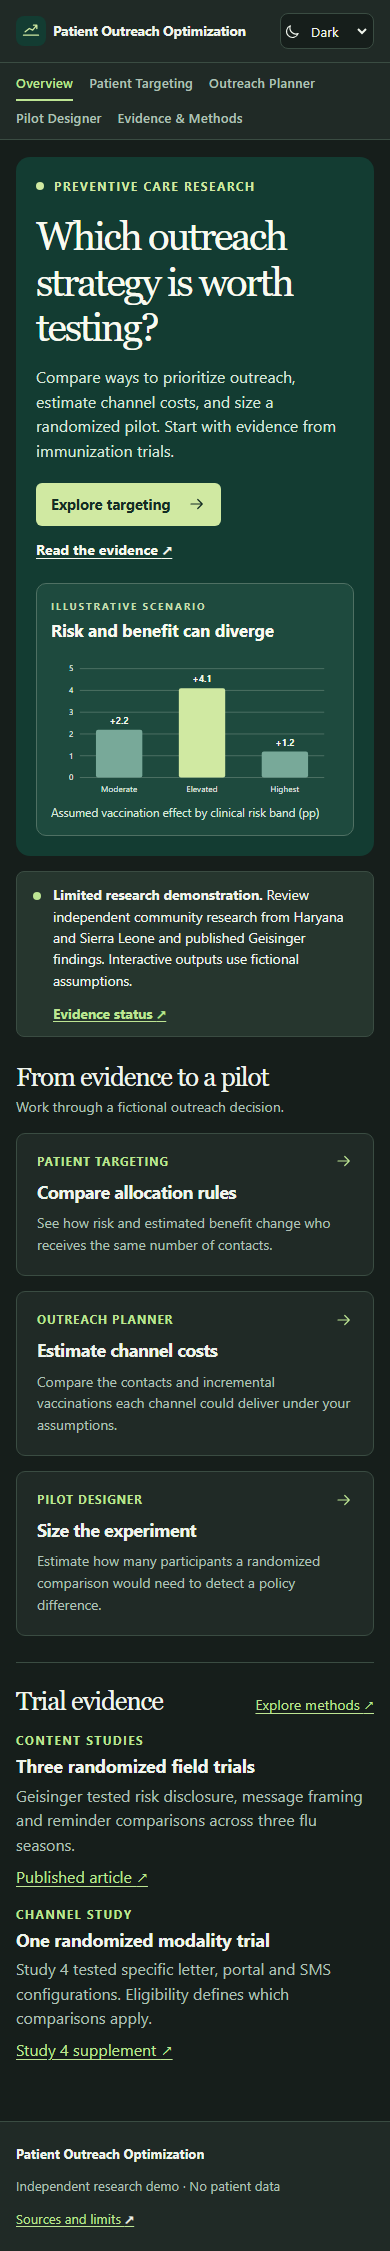 Patient Outreach Optimization
Dark
Overview Patient Targeting Outreach Planner
Pilot Designer Evidence & Methods
PREVENTIVE CARE RESEARCH
Which outreach
strategy is worth
testing?
Compare ways to prioritize outreach,
estimate channel costs, and size a
randomized pilot. Start with evidence from
immunization trials.
Explore targeting →
Read the evidence ↗
ILLUSTRATIVE SCENARIO
Risk and benefit can diverge
5
4
3
2
1
0
+2.2
+4.1
+1.2
Moderate Elevated Highest
Assumed vaccination effect by clinical risk band (pp)
Limited research demonstration. Review
independent community research from Haryana
and Sierra Leone and published Geisinger
findings. Interactive outputs use fictional
assumptions.
Evidence status ↗
From evidence to a pilot
Work through a fictional outreach decision.
PATIENT TARGETING →
Compare allocation rules
See how risk and estimated benefit change who
receives the same number of contacts.
OUTREACH PLANNER →
Estimate channel costs
Compare the contacts and incremental
vaccinations each channel could deliver under your
assumptions.
PILOT DESIGNER →
Size the experiment
Estimate how many participants a randomized
comparison would need to detect a policy
difference.
Trial evidence Explore methods ↗
CONTENT STUDIES
Three randomized field trials
Geisinger tested risk disclosure, message framing
and reminder comparisons across three flu
seasons.
Published article ↗
CHANNEL STUDY
One randomized modality trial
Study 4 tested specific letter, portal and SMS
configurations. Eligibility defines which
comparisons apply.
Study 4 supplement ↗
Patient Outreach Optimization
Independent research demo · No patient data
Sources and limits ↗